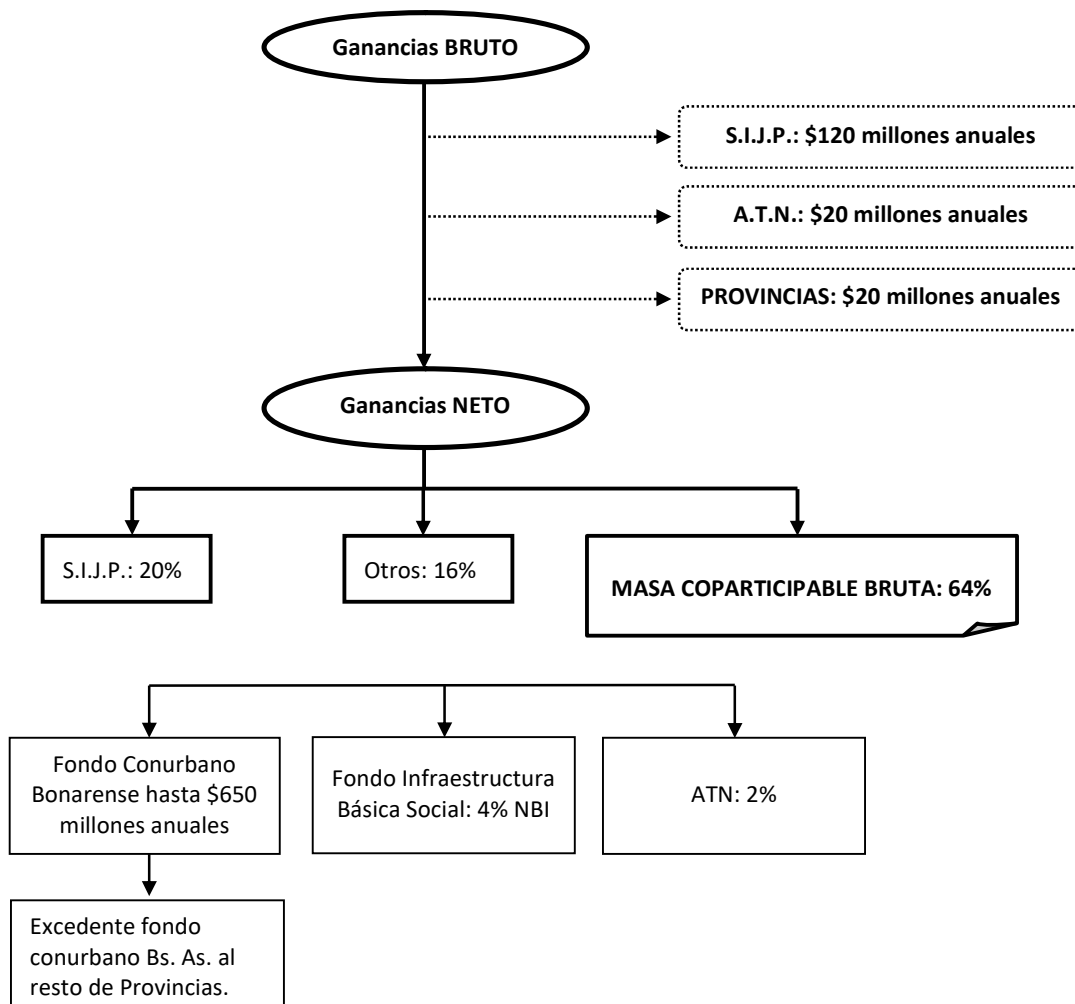 Ganancias BRUTO
S.I.J.P.: $120 millones anuales
A.T.N.: $20 millones anuales
PROVINCIAS: $20 millones anuales
Ganancias NETO
S.I.J.P.: 20%
Otros: 16%
MASA COPARTICIPABLE BRUTA: 64%
Fondo Conurbano
Bonarense hasta $650
millones anuales
Fondo Infraestructura
Básica Social: 4% NBI
ATN: 2%
Excedente fondo
conurbano Bs. As. al
resto de Provincias.